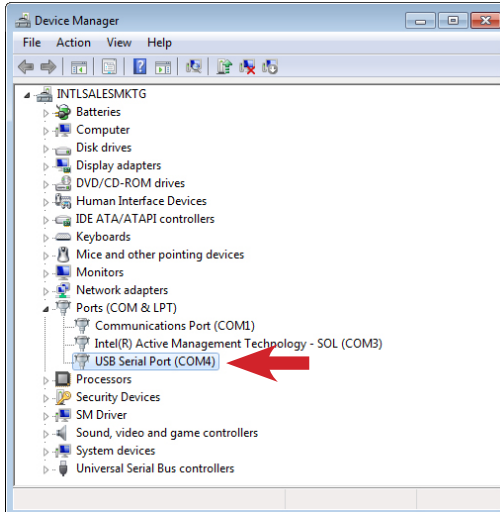 Device Manager
File Action View Help
INTLSALESMKTG
Batteries
Computer
Disk drives
Display adapters
DVD/CD-ROM drives
Human Interface Devices
IDE ATA/ATAPI controllers
Keyboards
Mice and other pointing devices
Monitors
Network adapters
Ports (COM & LPT)
Communications Port (COM1)
Intel(R) Active Management Technology - SOL (COM3)
USB Serial Port (COM4)
Processors
Security Devices
SM Driver
Sound, video and game controllers
System devices
Universal Serial Bus controllers